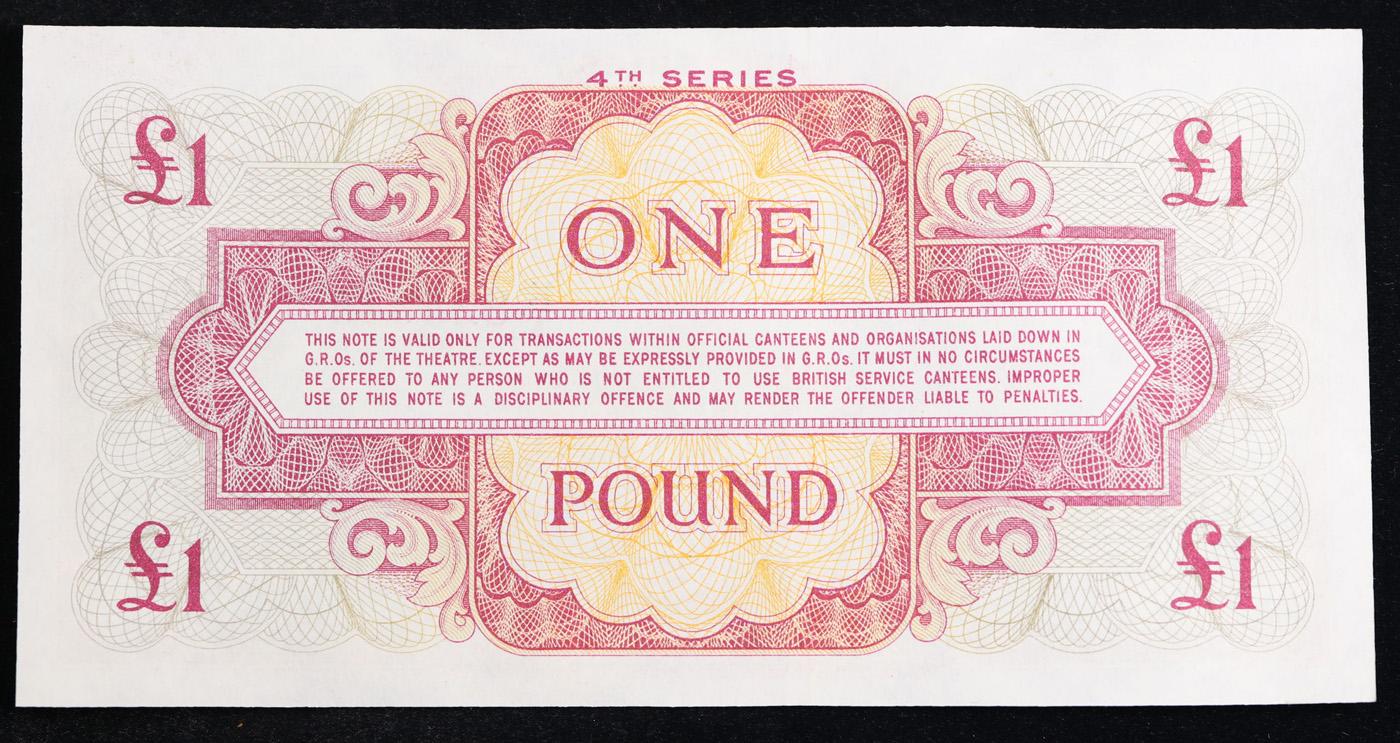 4TH SERIES
£1 £1
ONE
THIS NOTE IS VALID ONLY FOR TRANSACTIONS WITHIN OFFICIAL CANTEENS AND ORGANISATIONS LAID DOWN IN
G.R.Os. OF THE THEATRE. EXCEPT AS MAY BE EXPRESSLY PROVIDED IN G.R.Os. IT MUST IN NO CIRCUMSTANCES
BE OFFERED TO ANY PERSON WHO IS NOT ENTITLED TO USE BRITISH SERVICE CANTEENS. IMPROPER
USE OF THIS NOTE IS A DISCIPLINARY OFFENCE AND MAY RENDER THE OFFENDER LIABLE TO PENALTIES.
POUND
£1 £1